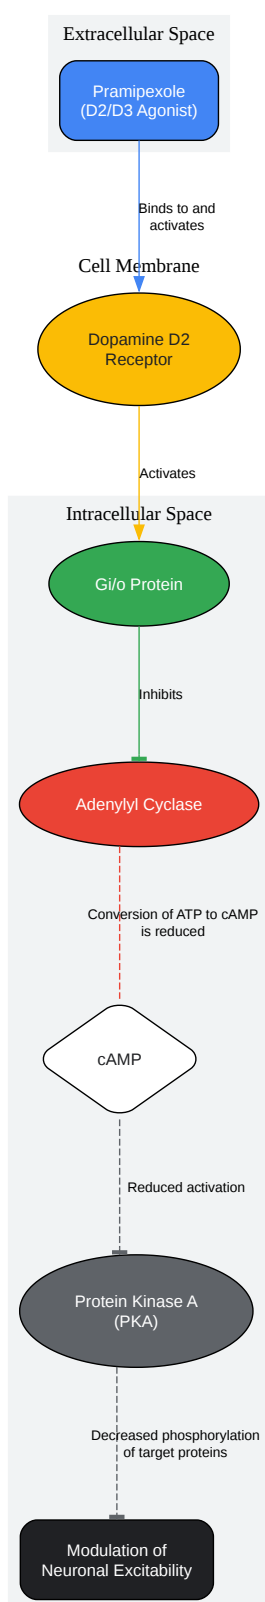 Extracellular Space
Pramipexole
(D2/D3 Agonist)
Binds to and
activates
Cell Membrane
Dopamine D2
Receptor
Activates
Intracellular Space
Gi/o Protein
Inhibits
Adenylyl Cyclase
Conversion of ATP to cAMP
is reduced
cAMP
Reduced activation
Protein Kinase A
(PKA)
Decreased phosphorylation
of target proteins
Modulation of
Neuronal Excitability